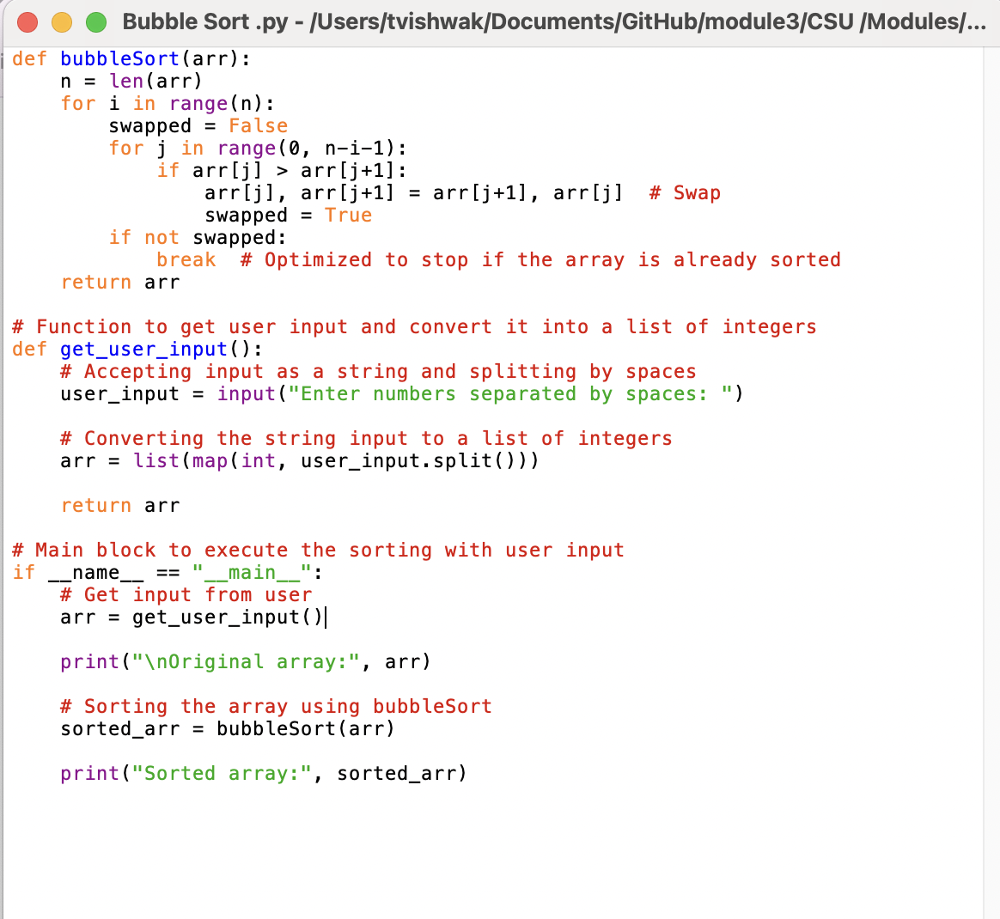 Bubble Sort .py - /Users/tvishwak/Documents/GitHub/module3/CSU /Modules/...
def bubbleSort(arr):
    n = len(arr)
    for i in range(n):
        swapped = False
        for j in range(0, n-i-1):
            if arr[j] > arr[j+1]:
                arr[j], arr[j+1] = arr[j+1], arr[j]  # Swap
                swapped = True
        if not swapped:
            break  # Optimized to stop if the array is already sorted
    return arr

# Function to get user input and convert it into a list of integers
def get_user_input():
    # Accepting input as a string and splitting by spaces
    user_input = input("Enter numbers separated by spaces: ")

    # Converting the string input to a list of integers
    arr = list(map(int, user_input.split()))

    return arr

# Main block to execute the sorting with user input
if __name__ == "__main__":
    # Get input from user
    arr = get_user_input()

    print("\nOriginal array:", arr)

    # Sorting the array using bubbleSort
    sorted_arr = bubbleSort(arr)

    print("Sorted array:", sorted_arr)